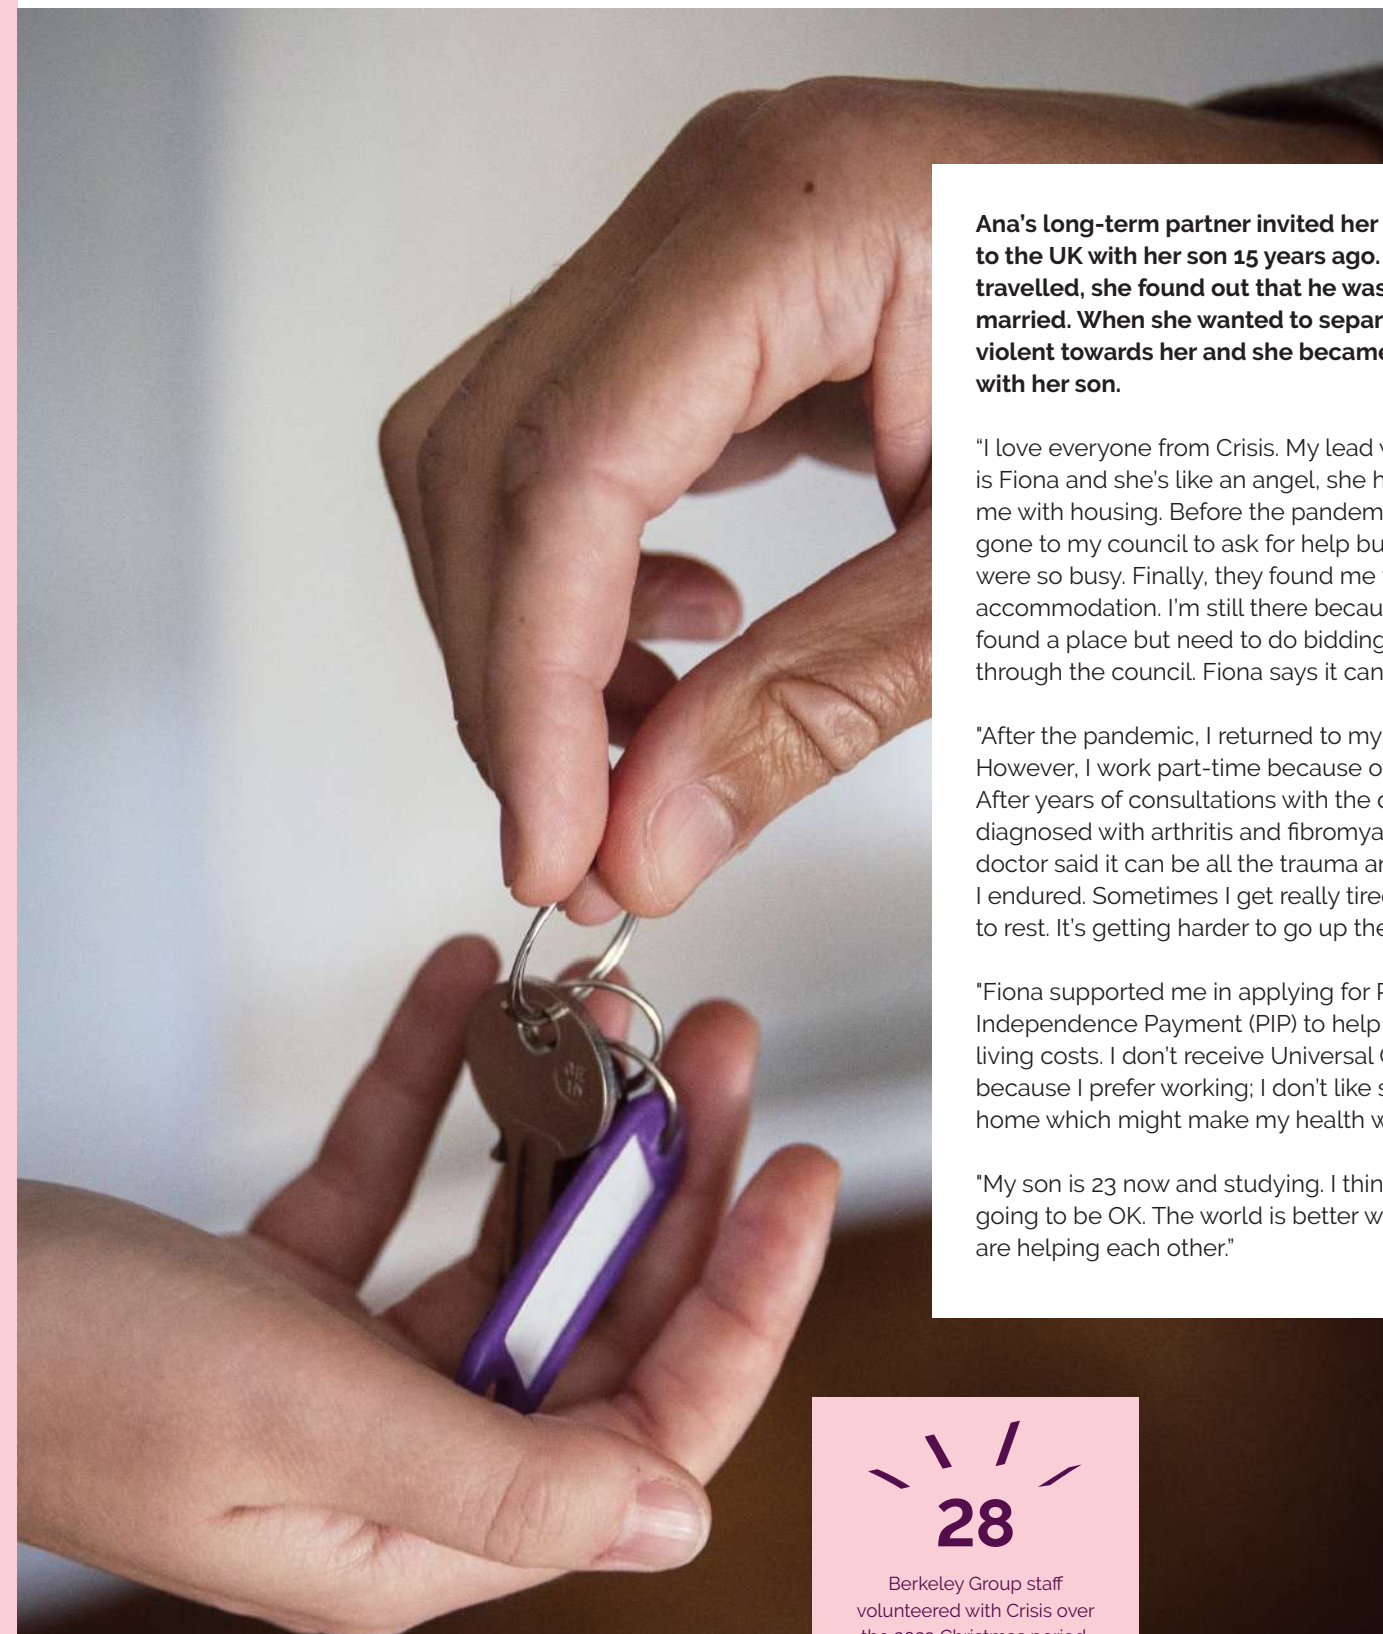 Ana’s long-term partner invited her
to the UK with her son 15 years ago.
travelled, she found out that he was
married. When she wanted to separ
violent towards her and she became
with her son.
“I love everyone from Crisis. My lead
is Fiona and she’s like an angel, she h
me with housing. Before the pandem
gone to my council to ask for help bu
were so busy. Finally, they found me
accommodation. I’m still there becau
found a place but need to do bidding
through the council. Fiona says it can
"After the pandemic, I returned to my
However, I work part-time because o
After years of consultations with the
diagnosed with arthritis and fibromya
doctor said it can be all the trauma an
I endured. Sometimes I get really tire
to rest. It’s getting harder to go up the
"Fiona supported me in applying for P
Independence Payment (PIP) to help
living costs. I don’t receive Universal
because I prefer working; I don’t like s
home which might make my health w
"My son is 23 now and studying. I thin
going to be OK. The world is better w
are helping each other.”
28
Berkeley Group staff
volunteered with Crisis over